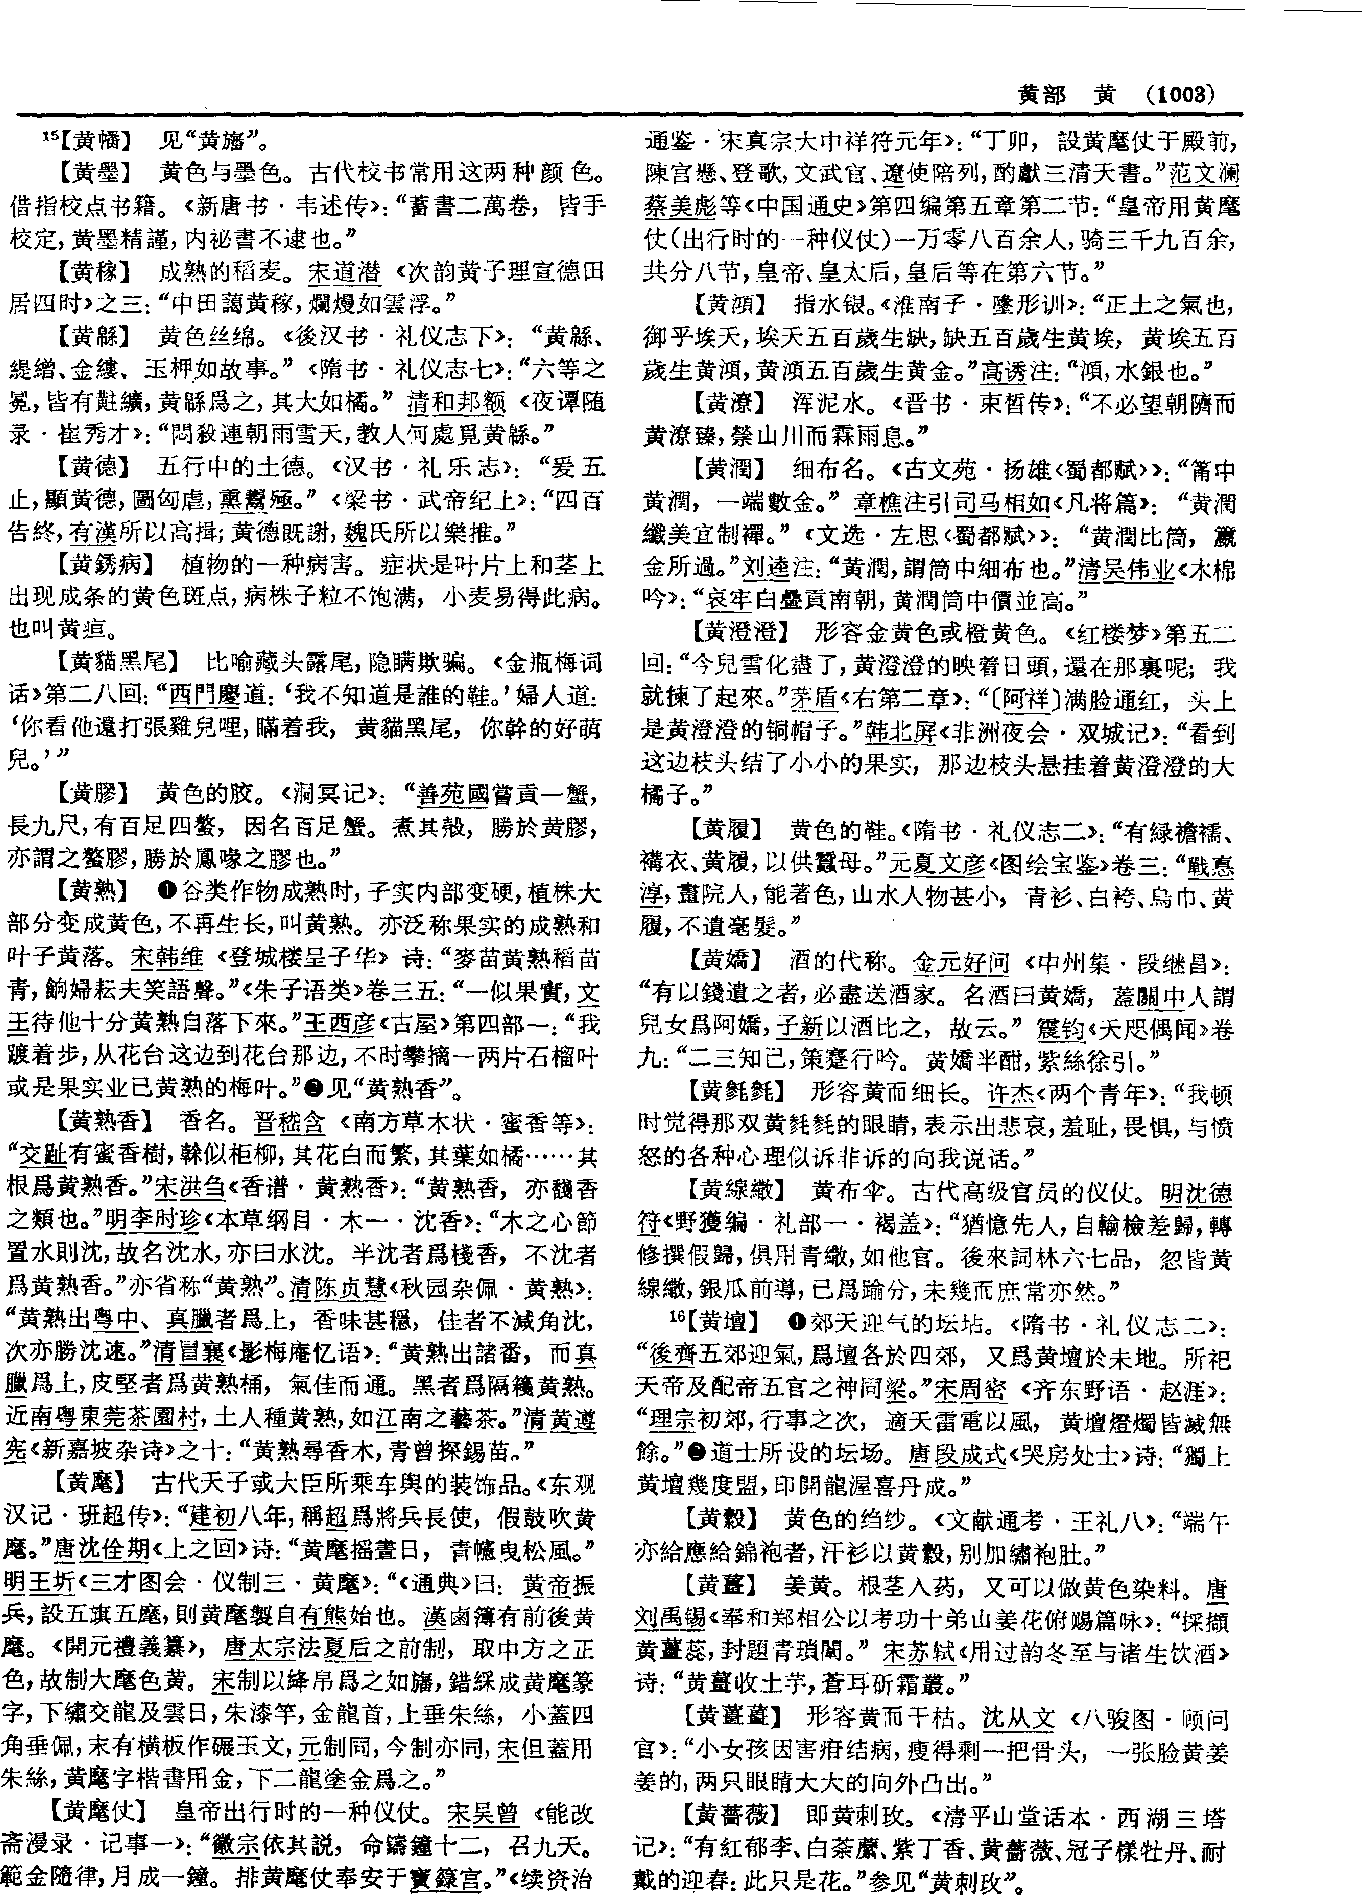 黄部 黄 (1003)
¹⁵【黄幡】 见“黄旛”。
【黄墨】 黄色与墨色。古代校书常用这两种颜色。
借指校点书籍。《新唐书·韦述传》：“蓄書二萬卷，皆手
校定，黄墨精謹，内祕書不逮也。”
【黄稼】 成熟的稻麦。宋道潜《次韵黄子理宣德田
居四时》之三：“中田藹黄稼，爛熳如雲浮。”
【黄緜】 黄色丝绵。《後汉书·礼仪志下》：“黄緜、
緹缯、金缕、玉柙如故事。”《隋书·礼仪志七》：“六等之
冕，皆有黈纊，黄緜爲之，其大如橘。”清和邦额《夜谭随
录·崔秀才》：“悶殺連朝雨雪天，教人何處覓黄緜。”
【黄德】 五行中的土德。《汉书·礼乐志》：“爰五
止，顯黄德，圖匈虐，熏鬻殛。”《梁书·武帝纪上》：“四百
告終，有漢所以高揖；黄德既謝，魏氏所以樂推。”
【黄銹病】 植物的一种病害。症状是叶片上和茎上
出现成条的黄色斑点，病株子粒不饱满，小麦易得此病。
也叫黄疸。
【黄貓黑尾】 比喻藏头露尾，隐瞒欺骗。《金瓶梅词
话》第二八回：“西門慶道：‘我不知道是誰的鞋。’婦人道：
‘你看他還打張雞兒哩，瞞着我，黄貓黑尾，你幹的好萌
兒。’”
【黄膠】 黄色的胶。《洞冥记》：“善苑國嘗貢一蟹，
長九尺，有百足四螯，因名百足蟹。煮其殼，勝於黄膠，
亦謂之螯膠，勝於鳳喙之膠也。”
【黄熟】 ❶谷类作物成熟时，子实内部变硬，植株大
部分变成黄色，不再生长，叫黄熟。亦泛称果实的成熟和
叶子黄落。宋韩维《登城楼呈子华》诗：“麥苗黄熟稻苗
青，餉婦耘夫笑語聲。”《朱子语类》卷三五：“一似果實，文
王待他十分黄熟自落下來。”王西彦《古屋》第四部一：“我
踱着步，从花台这边到花台那边，不时攀摘一两片石榴叶
或是果实业已黄熟的梅叶。”❷见“黄熟香”。
【黄熟香】 香名。晋嵇含《南方草木状·蜜香等》：
“交趾有蜜香樹，榦似柜柳，其花白而繁，其葉如橘……其
根爲黄熟香。”宋洪刍《香谱·黄熟香》：“黄熟香，亦棧香
之類也。”明李时珍《本草纲目·木一·沈香》：“木之心節
置水則沈，故名沈水，亦曰水沈。半沈者爲棧香，不沈者
爲黄熟香。”亦省称“黄熟”。清陈贞慧《秋园杂佩·黄熟》：
“黄熟出粤中、真臘者爲上，香味甚穩，佳者不減角沈，
次亦勝沈速。”清冒襄《影梅庵忆语》：“黄熟出諸番，而真
臘爲上，皮堅者爲黄熟桶，氣佳而通。黑者爲隔棧黄熟。
近南粤東莞茶園村，土人種黄熟，如江南之藝茶。”清黄遵
宪《新嘉坡杂诗》之十：“黄熟尋香木，青曾探錫苗。”
【黄麾】 古代天子或大臣所乘车舆的装饰品。《东观
汉记·班超传》：“建初八年，稱超爲將兵長使，假鼓吹黄
麾。”唐沈佺期《上之回》诗：“黄麾摇晝日，青幰曳松風。”
明王圻《三才图会·仪制三·黄麾》：“《通典》曰：黄帝振
兵，設五旗五麾，則黄麾製自有熊始也。漢鹵簿有前後黄
麾。《開元禮義纂》，唐太宗法夏后之前制，取中方之正
色，故制大麾色黄。宋制以絳帛爲之如旛，錯綵成黄麾篆
字，下繡交龍及雲日，朱漆竿，金龍首，上垂朱絲，小蓋四
角垂佩，末有横板作碾玉文，元制同，今制亦同，宋但蓋用
朱絲，黄麾字楷書用金，下二龍塗金爲之。”
【黄麾仗】 皇帝出行时的一种仪仗。宋吴曾《能改
斋漫录·记事一》：“徽宗依其説，命鑄鐘十二，召九天。
範金隨律，月成一鐘。排黄麾仗奉安于寶籙宫。”《续资治
通鉴·宋真宗大中祥符元年》：“丁卯，設黄麾仗于殿前，
陳宫懸、登歌，文武官、遼使陪列，酌獻三清天書。”范文澜
蔡美彪等《中国通史》第四编第五章第二节：“皇帝用黄麾
仗（出行时的一种仪仗）一万零八百余人，骑三千九百余，
共分八节，皇帝、皇太后，皇后等在第六节。”
【黄澒】 指水银。《淮南子·墬形训》：“正土之氣也，
御乎埃天，埃天五百歲生缺，缺五百歲生黄埃，黄埃五百
歲生黄澒，黄澒五百歲生黄金。”高诱注：“澒，水銀也。”
【黄潦】 浑泥水。《晋书·束皙传》：“不必望朝隮而
黄潦臻，禜山川而霖雨息。”
【黄潤】 细布名。《古文苑·扬雄〈蜀都赋〉》：“筩中
黄潤，一端數金。”章樵注引司马相如《凡将篇》：“黄潤
纖美宜制襌。”《文选·左思〈蜀都赋〉》：“黄潤比筒，籝
金所過。”刘逵注：“黄潤，謂筒中細布也。”清吴伟业《木棉
吟》：“哀牢白疊貢南朝，黄潤筒中價並高。”
【黄澄澄】 形容金黄色或橙黄色。《红楼梦》第五二
回：“今兒雪化盡了，黄澄澄的映着日頭，還在那裏呢；我
就揀了起來。”茅盾《右第二章》：“〔阿祥〕满脸通红，头上
是黄澄澄的铜帽子。”韩北屏《非洲夜会·双城记》：“看到
这边枝头结了小小的果实，那边枝头悬挂着黄澄澄的大
橘子。”
【黄履】 黄色的鞋。《隋书·礼仪志二》：“有緑襜襦、
褠衣、黄履，以供蠶母。”元夏文彦《图绘宝鉴》卷三：“戰惪
淳，畫院人，能著色，山水人物甚小，青衫、白袴、烏巾、黄
履，不遺毫髮。”
【黄嬌】 酒的代称。金元好问《中州集·段继昌》：
“有以錢遺之者，必盡送酒家。名酒曰黄嬌，蓋關中人謂
兒女爲阿嬌，子新以酒比之，故云。”震钧《天咫偶闻》卷
九：“二三知己，策蹇行吟。黄嬌半酣，紫絲徐引。”
【黄毵毵】 形容黄而细长。许杰《两个青年》：“我顿
时觉得那双黄毵毵的眼睛，表示出悲哀，羞耻，畏惧，与愤
怒的各种心理似诉非诉的向我说话。”
【黄線繖】 黄布伞。古代高级官员的仪仗。明沈德
符《野獲编·礼部一·褐盖》：“猶憶先人，自輸檢差歸，轉
修撰假歸，俱用青繖，如他官。後來詞林六七品，忽皆黄
線繖，銀瓜前導，已爲踰分，未幾而庶常亦然。”
¹⁶【黄壇】 ❶郊天迎气的坛坫。《隋书·礼仪志二》：
“後齊五郊迎氣，爲壇各於四郊，又爲黄壇於未地。所祀
天帝及配帝五官之神同梁。”宋周密《齐东野语·赵涯》：
“理宗初郊，行事之次，適天雷電以風，黄壇燈燭皆滅無
餘。”❷道士所设的坛场。唐段成式《哭房处士》诗：“獨上
黄壇幾度盟，印開龍渥喜丹成。”
【黄縠】 黄色的绉纱。《文献通考·王礼八》：“端午
亦給應給錦袍者，汗衫以黄縠，别加繡袍肚。”
【黄薑】 姜黄。根茎入药，又可以做黄色染料。唐
刘禹锡《奉和郑相公以考功十弟山姜花俯赐篇咏》：“採擷
黄薑蕊，封題青瑣闈。”宋苏轼《用过韵冬至与诸生饮酒》
诗：“黄薑收土芋，蒼耳斫霜叢。”
【黄薑薑】 形容黄而干枯。沈从文《八骏图·顾问
官》：“小女孩因害疳结病，瘦得剩一把骨头，一张脸黄姜
姜的，两只眼睛大大的向外凸出。”
【黄薔薇】 即黄刺玫。《清平山堂话本·西湖三塔
记》：“有紅郁李、白荼䕷、紫丁香、黄薔薇、冠子樣牡丹、耐
戴的迎春：此只是花。”参见“黄刺玫”。